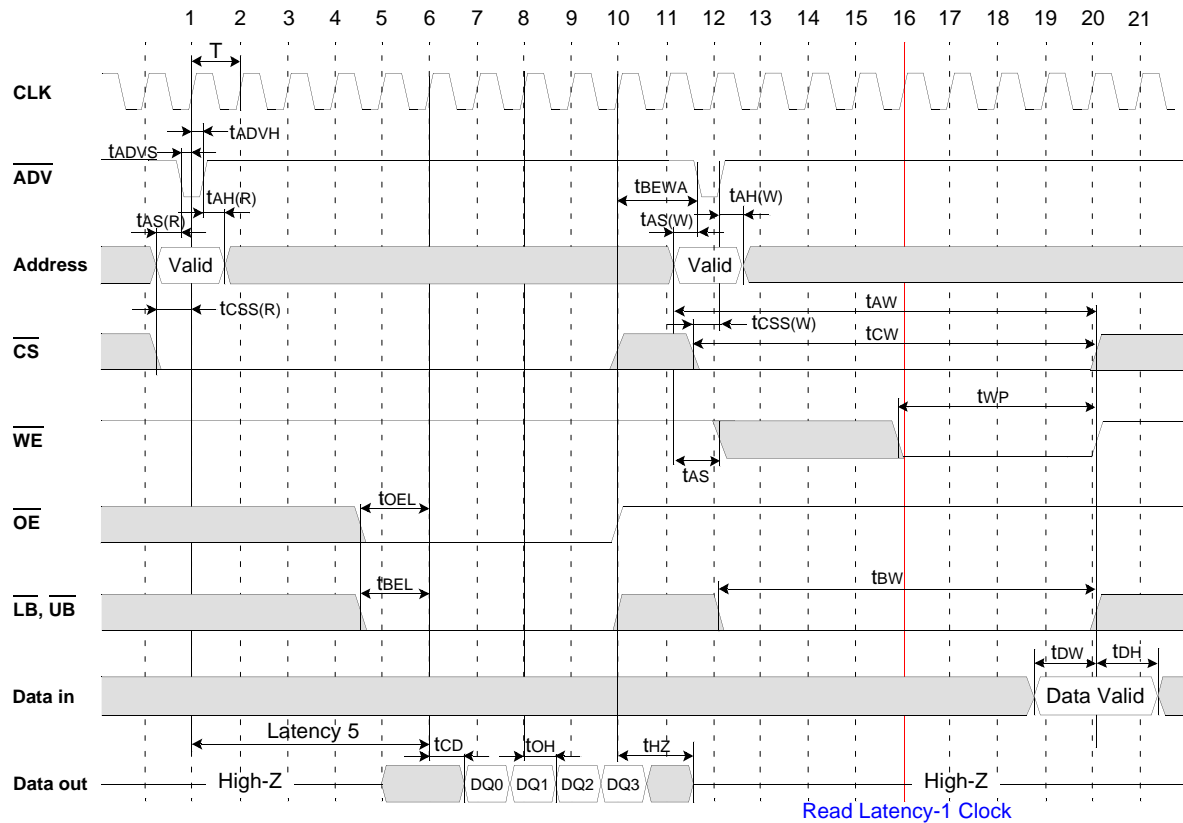 1 2 3 4 5 6 7 8 9 10 11 12 13 14 15 16 17 18 19 20 21
T
CLK
tADVH
tADVS
ADV
tBEWA
tAH(R)
tAH(W)
tAS(R)
tAS(W)
Address
Valid
Valid
tCSS(R)
tAW
tCSS(W)
CS
tCW
tWP
WE
tAS
tOEL
OE
tBEL
tBW
LB, UB
tDW
tDH
Data in
Data Valid
Latency 5
tCD
tOH
tHZ
Data out
High-Z
DQ0
DQ1
DQ2
DQ3
High-Z
Read Latency-1 Clock